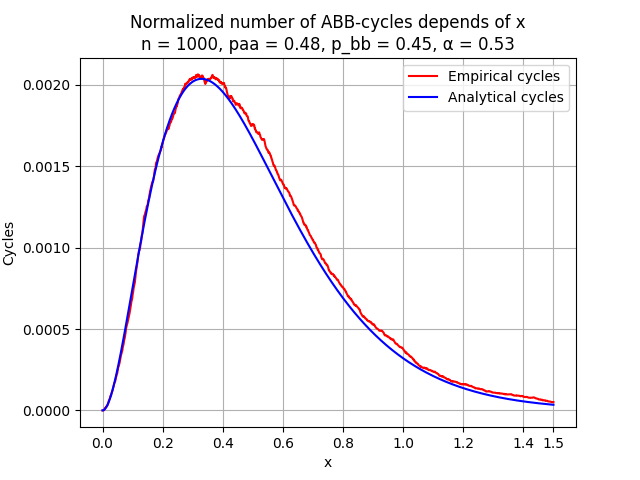 Normalized number of ABB-cycles depends of x
n = 1000, paa = 0.48, p_bb = 0.45, α = 0.53
Empirical cycles
Analytical cycles
Cycles
0.0020
0.0015
0.0010
0.0005
0.0000
0.0 0.2 0.4 0.6 0.8 1.0 1.2 1.4 1.5
x